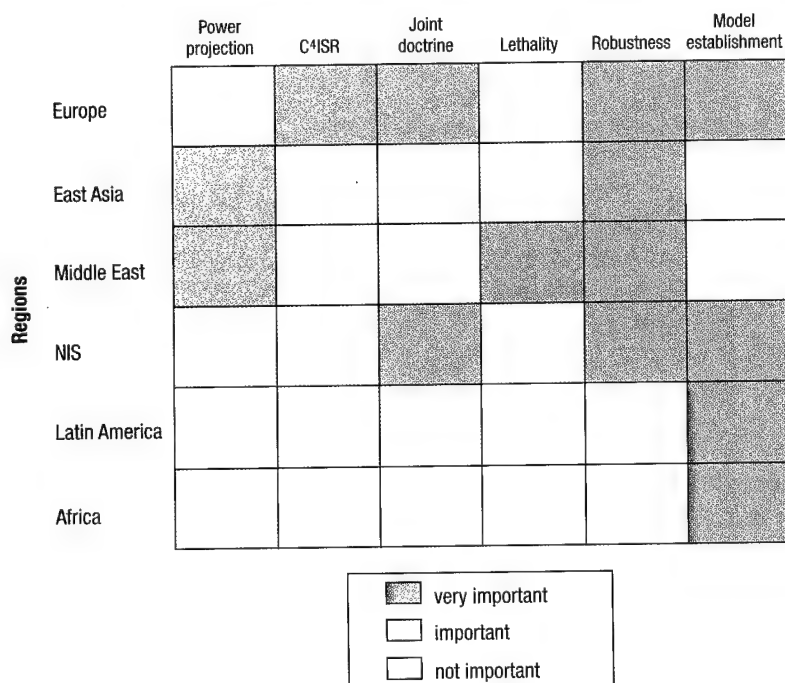 Power projection
C⁴ISR
Joint doctrine
Lethality
Robustness
Model establishment
Regions
Europe
East Asia
Middle East
NIS
Latin America
Africa
very important
important
not important